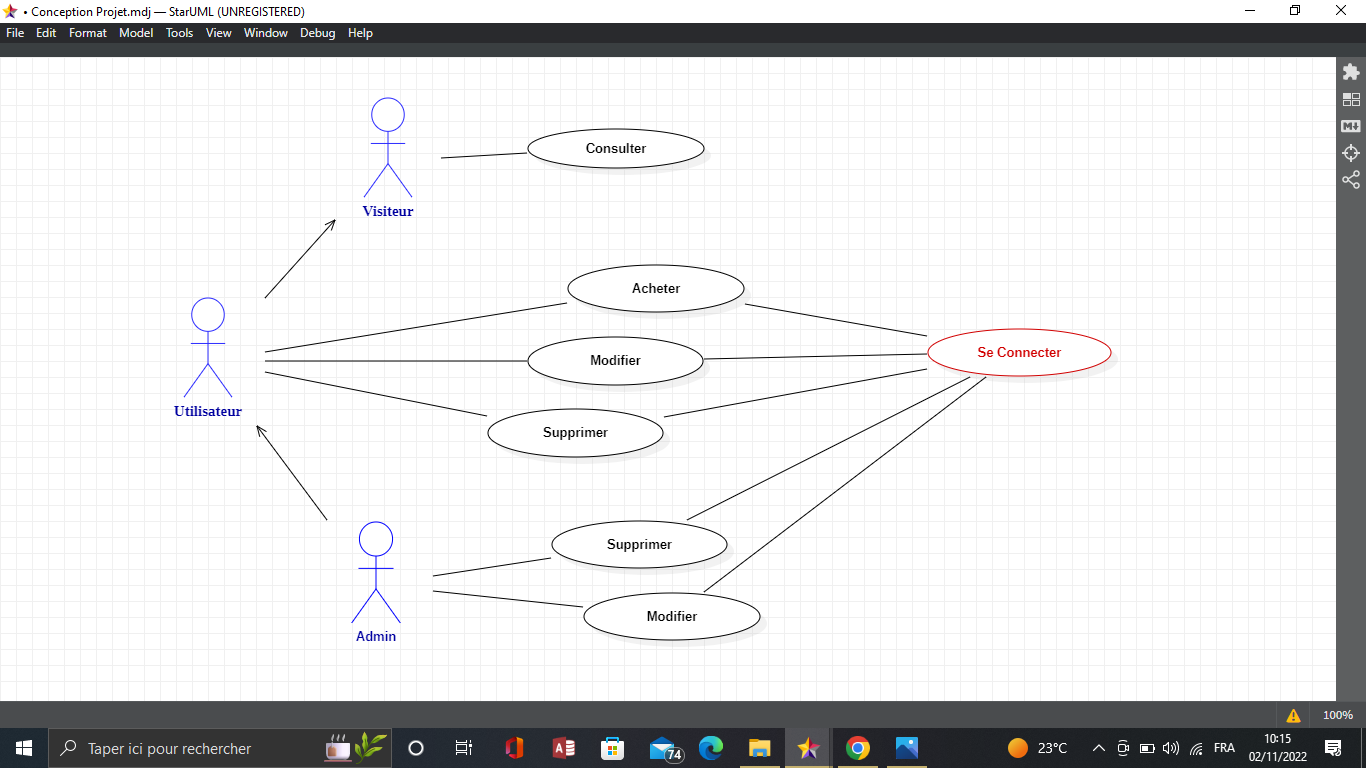 • Conception Projet.mdj — StarUML (UNREGISTERED)
File Edit Format Model Tools View Window Debug Help
Consulter
Visiteur
Acheter
Modifier
Se Connecter
Utilisateur
Supprimer
Supprimer
Modifier
Admin
100%
Taper ici pour rechercher
74
23°C
FRA
10:15
02/11/2022